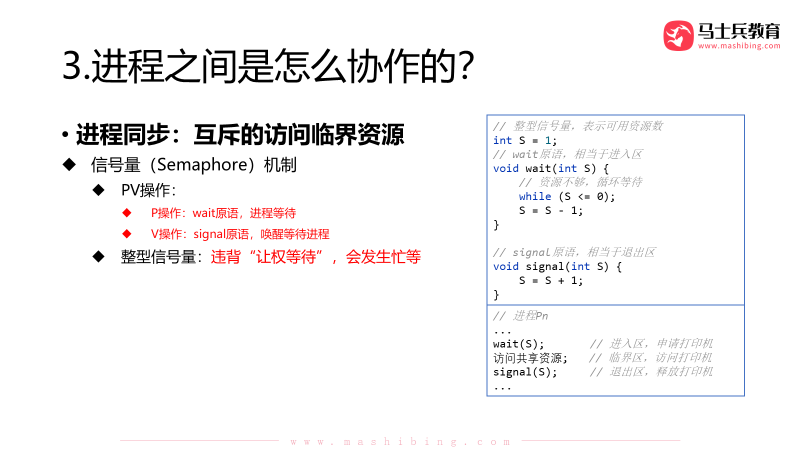 马士兵教育
www.mashibing.com
3.进程之间是怎么协作的？
• 进程同步：互斥的访问临界资源
◆ 信号量（Semaphore）机制
◆ PV操作：
◆ P操作：wait原语，进程等待
◆ V操作：signal原语，唤醒等待进程
◆ 整型信号量：违背“让权等待”，会发生忙等
// 整型信号量，表示可用资源数
int S = 1;
// wait原语，相当于进入区
void wait(int S) {
// 资源不够，循环等待
while (S <= 0);
S = S - 1;
}
// signal原语，相当于退出区
void signal(int S) {
S = S + 1;
}
// 进程Pn
...
wait(S); // 进入区，申请打印机
访问共享资源; // 临界区，访问打印机
signal(S); // 退出区，释放打印机
...
www.mashibing.com